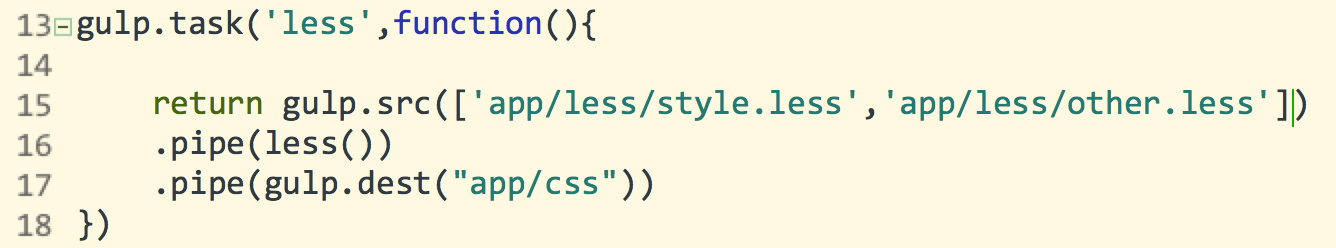 13 gulp.task('less',function(){
14
15     return gulp.src(['app/less/style.less','app/less/other.less'])
16     .pipe(less())
17     .pipe(gulp.dest("app/css"))
18 })